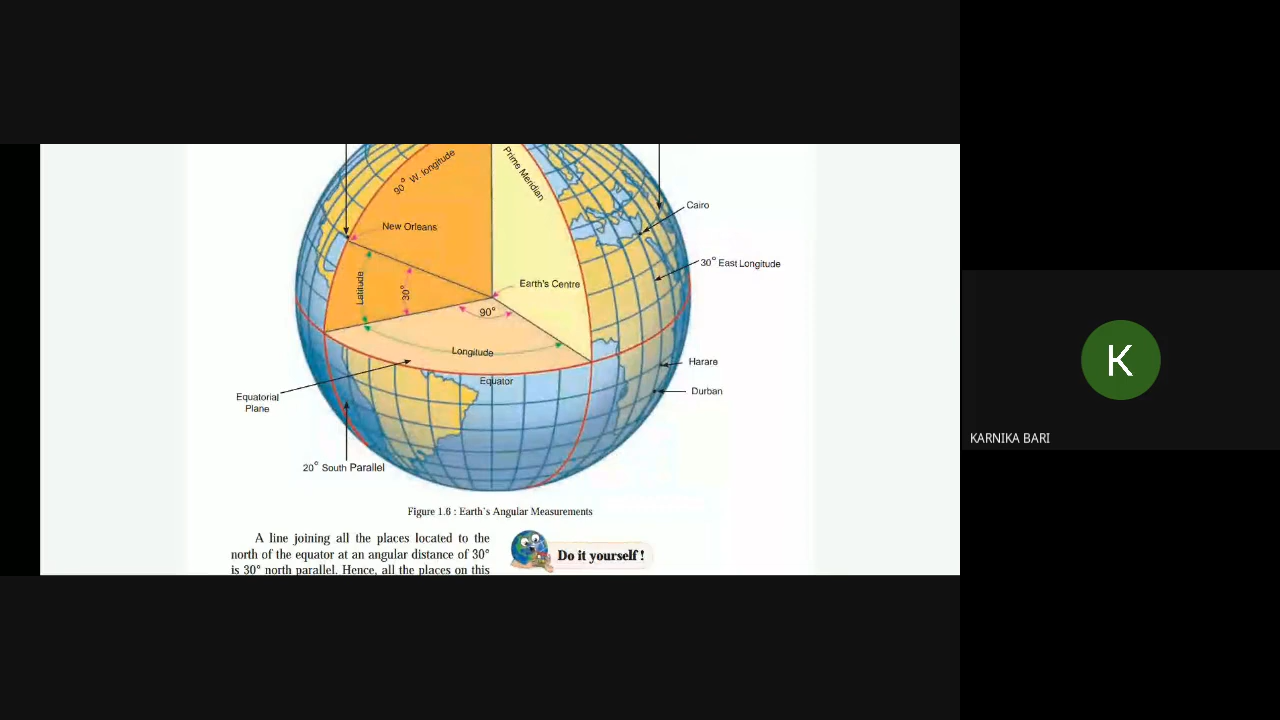 90° W. longitude
Prime Meridian
New Orleans
Cairo
30° East Longitude
Latitude
30°
Earth's Centre
90°
Longitude
Equator
Harare
Durban
Equatorial
Plane
20° South Parallel
Figure 1.6 : Earth's Angular Measurements
A line joining all the places located to the
north of the equator at an angular distance of 30°
is 30° north parallel. Hence, all the places on this
Do it yourself !
K
KARNIKA BARI